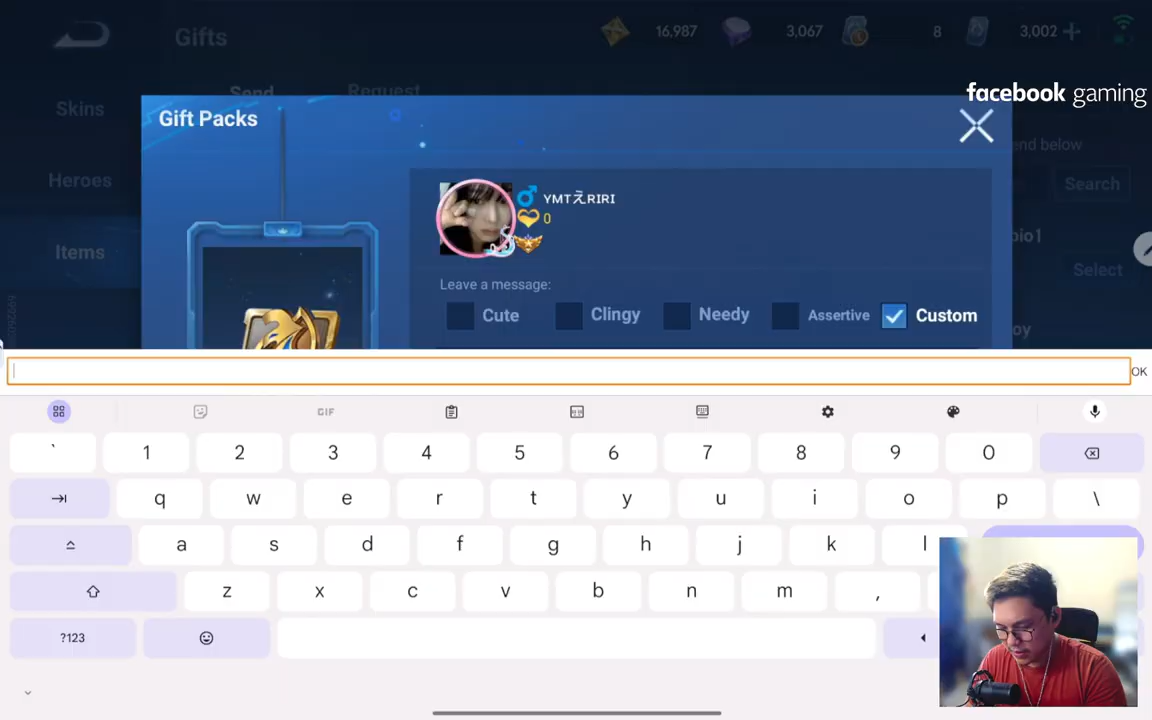 Gifts
16,987
3,067
8
3,002
facebook gaming
Skins
Send
Request
Gift Packs
Heroes
Search
YMTえRIRI
0
Items
Select
Leave a message:
Cute
Clingy
Needy
Assertive
Custom
OK
GIF
` 1 2 3 4 5 6 7 8 9 0
q w e r t y u i o p \
a s d f g h j k l
z x c v b n m ,
?123